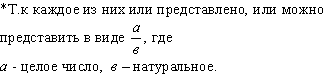 *Т.к каждое из них или представлено, или можно
представить в виде a/в, где
а - целое число, в – натуральное.